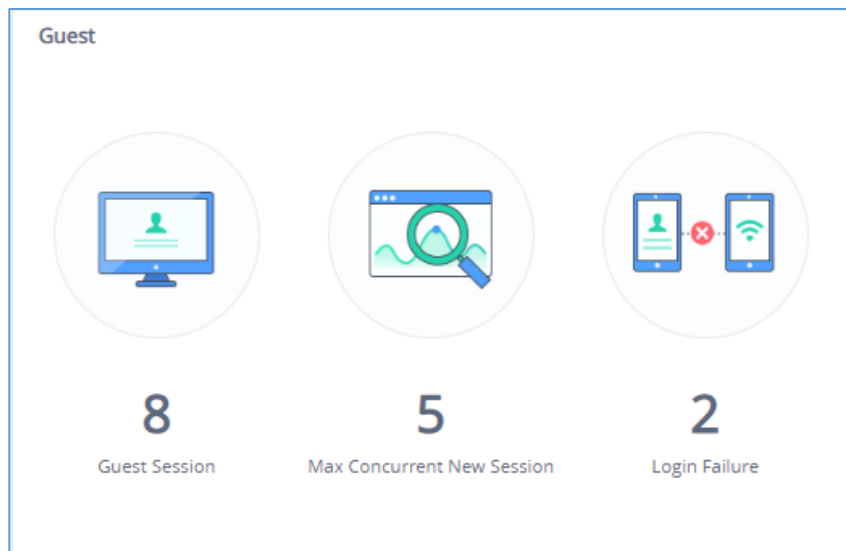 Guest
8
5
2
Guest Session
Max Concurrent New Session
Login Failure